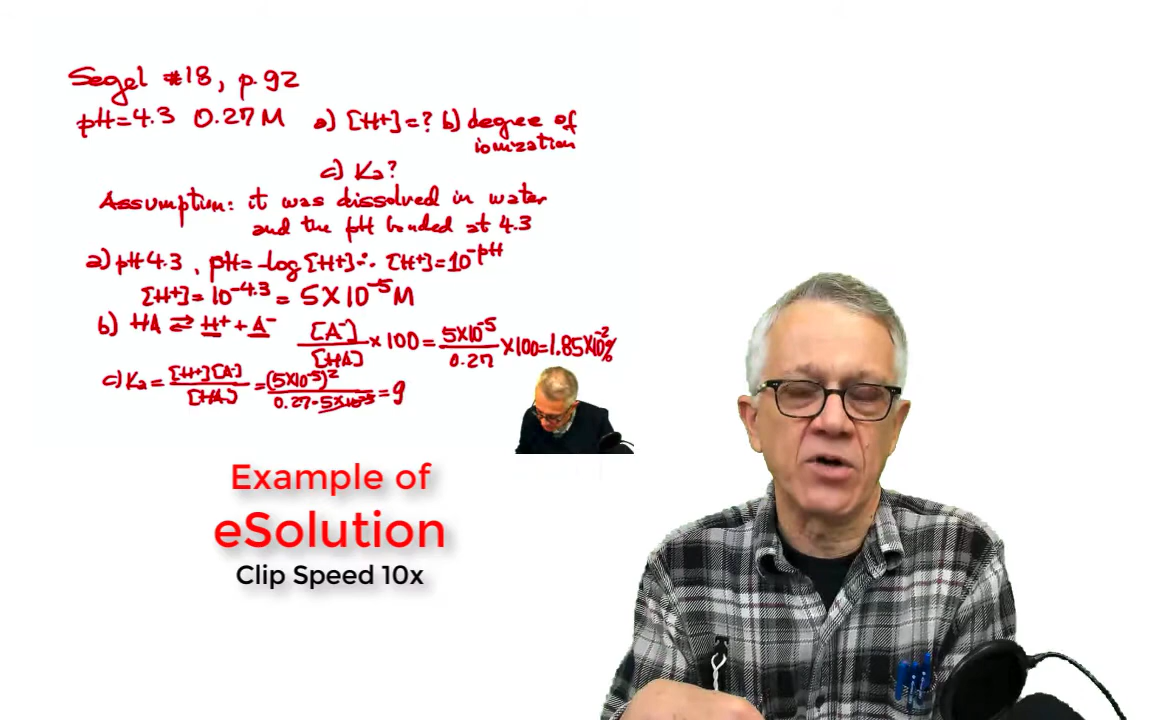 Segel #18, p.92
pH=4.3 0.27M a) [H+]=? b) degree of
ionization
c) Ka?
Assumption: it was dissolved in water
and the pH landed at 4.3
a) pH 4.3, pH=-log[H+]∴ [H+]=10^-pH
[H+]=10^-4.3 = 5X10^-5 M
b) HA ⇌ H+ + A- [A-]/[HA] × 100 = 5X10^-5/0.27 ×100=1.85X10^-2%
c) Ka = [H+][A-]/[HA] = (5X10^-5)^2/0.27-5X10^-5 = 9
Example of
eSolution
Clip Speed 10x